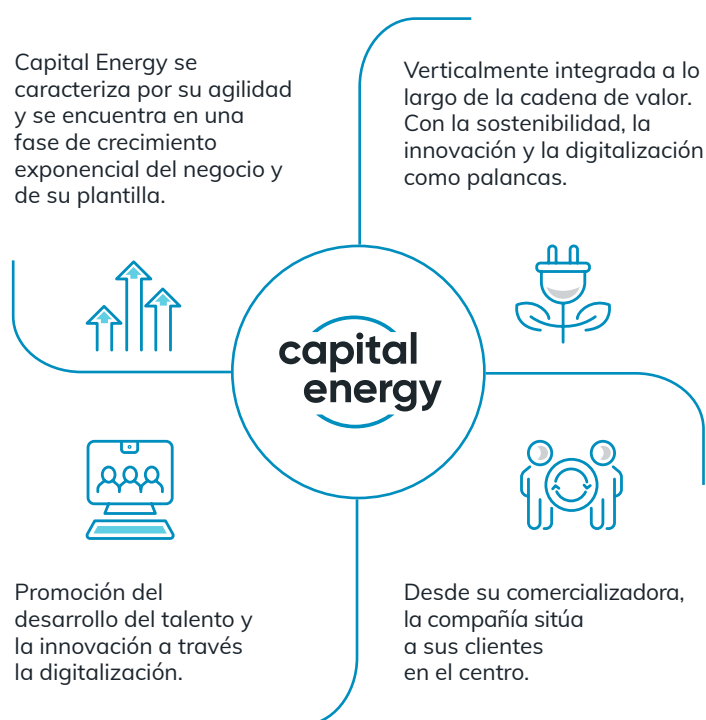 Capital Energy se
caracteriza por su agilidad
y se encuentra en una
fase de crecimiento
exponencial del negocio y
de su plantilla.
Verticalmente integrada a lo
largo de la cadena de valor.
Con la sostenibilidad, la
innovación y la digitalización
como palancas.
capital
energy
Promoción del
desarrollo del talento y
la innovación a través
la digitalización.
Desde su comercializadora,
la compañía sitúa
a sus clientes
en el centro.